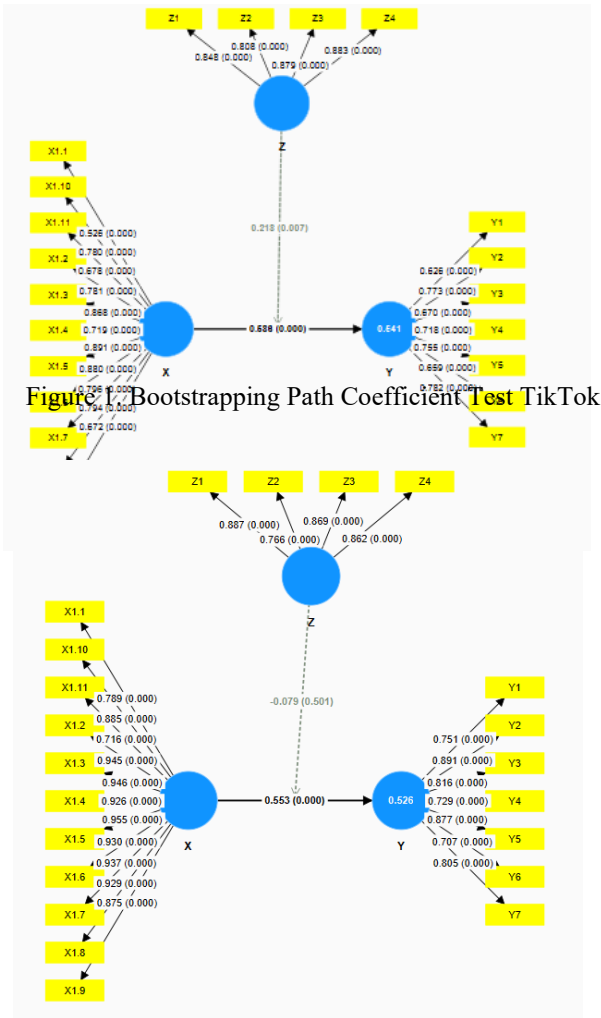 Z1 Z2 Z3 Z4
0.848 (0.000) 0.808 (0.000) 0.879 (0.000) 0.883 (0.000)
Z
X1.1
X1.10
X1.11
X1.2
X1.3
X1.4
X1.5
X1.7
0.526 (0.000)
0.780 (0.000)
0.678 (0.000)
0.781 (0.000)
0.868 (0.000)
0.719 (0.000)
0.891 (0.000)
0.880 (0.000)
0.794 (0.000)
0.672 (0.000)
X
0.218 (0.007)
(0.000)
Y
0.626 (0.000)
0.773 (0.000)
0.670 (0.000)
0.718 (0.000)
0.755 (0.000)
0.659 (0.000)
Y1
Y2
Y3
Y4
Y5
Y7
Figure 1. Bootstrapping Path Coefficient Test TikTok
Z1 Z2 Z3 Z4
0.887 (0.000) 0.766 (0.000) 0.869 (0.000) 0.862 (0.000)
Z
X1.1
X1.10
X1.11
X1.2
X1.3
X1.4
X1.5
X1.6
X1.7
X1.8
X1.9
0.789 (0.000)
0.885 (0.000)
0.716 (0.000)
0.945 (0.000)
0.946 (0.000)
0.926 (0.000)
0.955 (0.000)
0.930 (0.000)
0.937 (0.000)
0.929 (0.000)
0.875 (0.000)
X
-0.079 (0.501)
0.553 (0.000)
0.526
Y
0.751 (0.000)
0.891 (0.000)
0.816 (0.000)
0.729 (0.000)
0.877 (0.000)
0.707 (0.000)
0.805 (0.000)
Y1
Y2
Y3
Y4
Y5
Y6
Y7